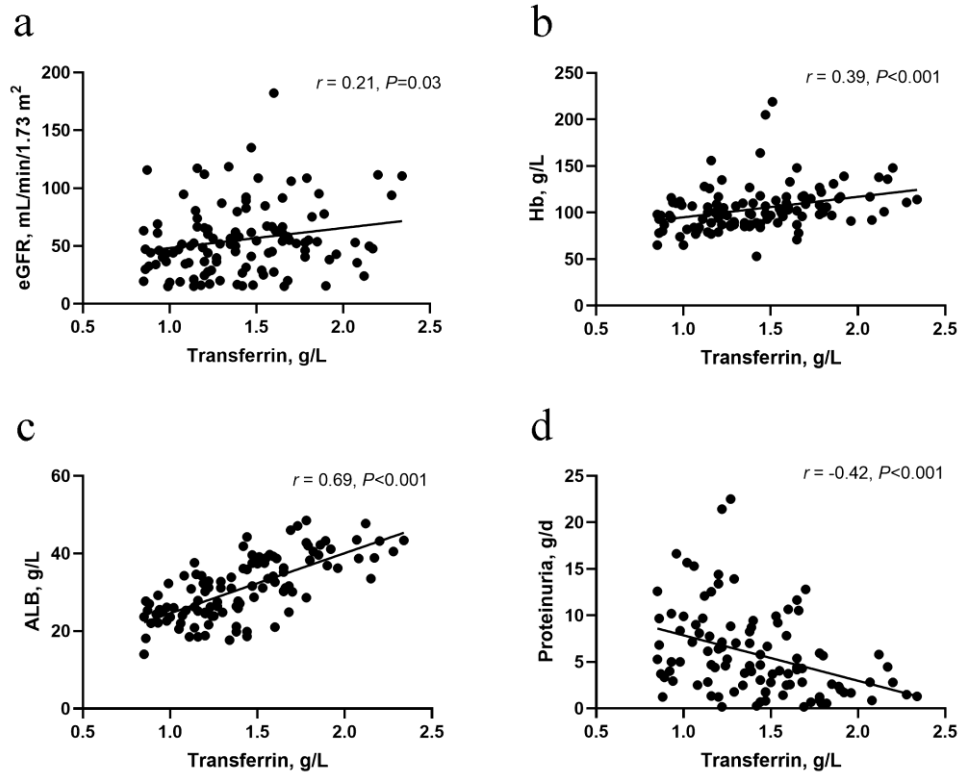 a
r = 0.21, P=0.03
eGFR, mL/min/1.73 m²
200
150
100
50
0
0.5 1.0 1.5 2.0 2.5
Transferrin, g/L
b
r = 0.39, P<0.001
Hb, g/L
250
200
150
100
50
0
0.5 1.0 1.5 2.0 2.5
Transferrin, g/L
c
r = 0.69, P<0.001
ALB, g/L
60
40
20
0
0.5 1.0 1.5 2.0 2.5
Transferrin, g/L
d
r = -0.42, P<0.001
Proteinuria, g/d
25
20
15
10
5
0
0.5 1.0 1.5 2.0 2.5
Transferrin, g/L